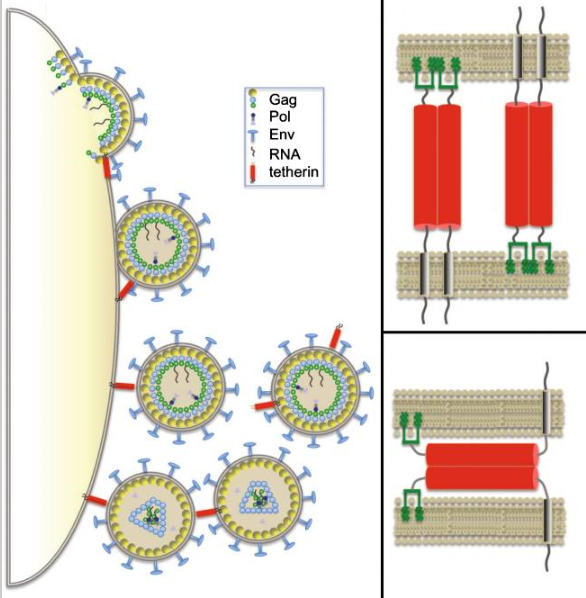 Gag
Pol
Env
RNA
tetherin